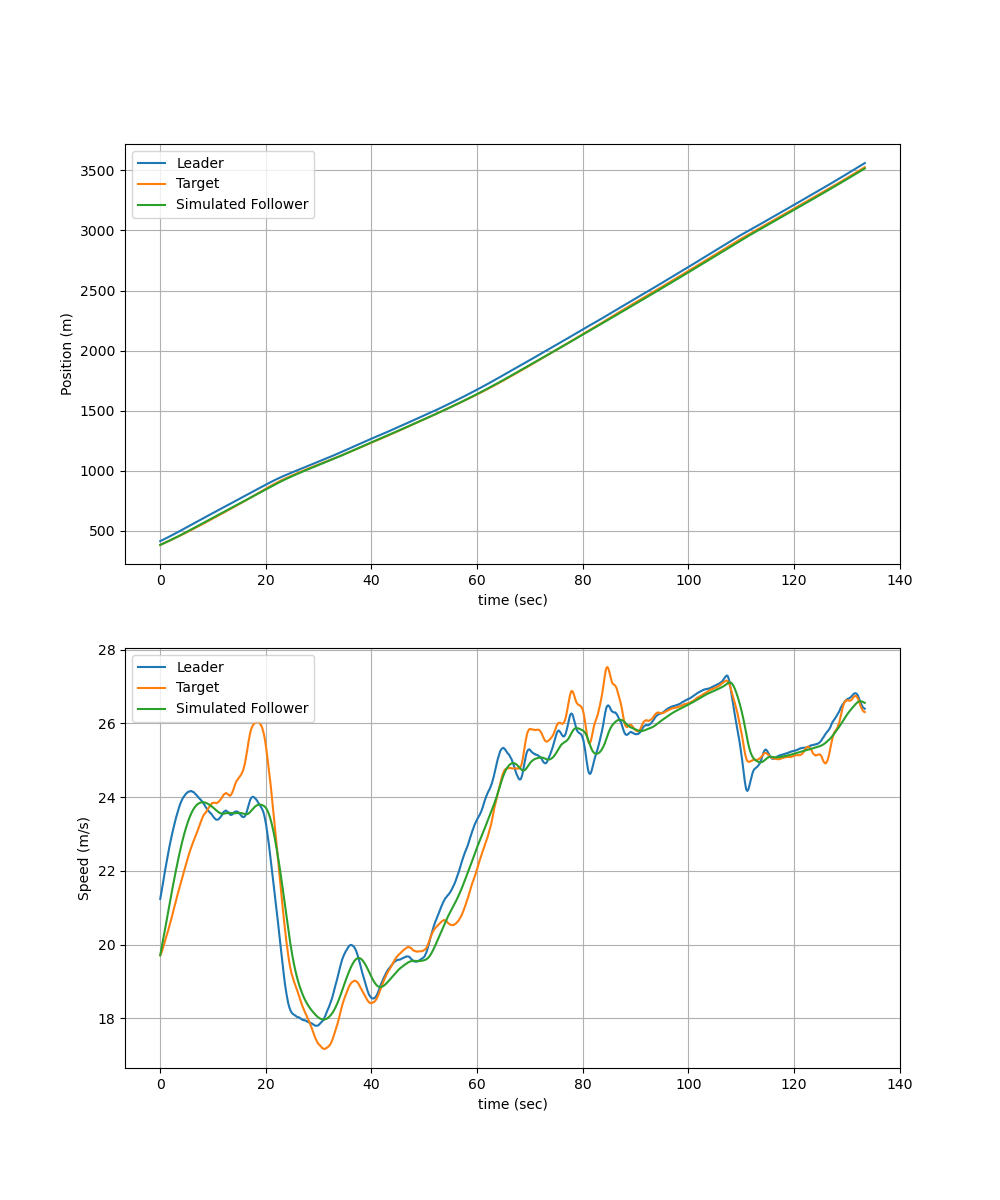 Leader
Target
Simulated Follower
3500
3000
2500
2000
1500
1000
500
Position (m)
0 20 40 60 80 100 120 140
time (sec)
Leader
Target
Simulated Follower
28
26
24
22
20
18
Speed (m/s)
0 20 40 60 80 100 120 140
time (sec)